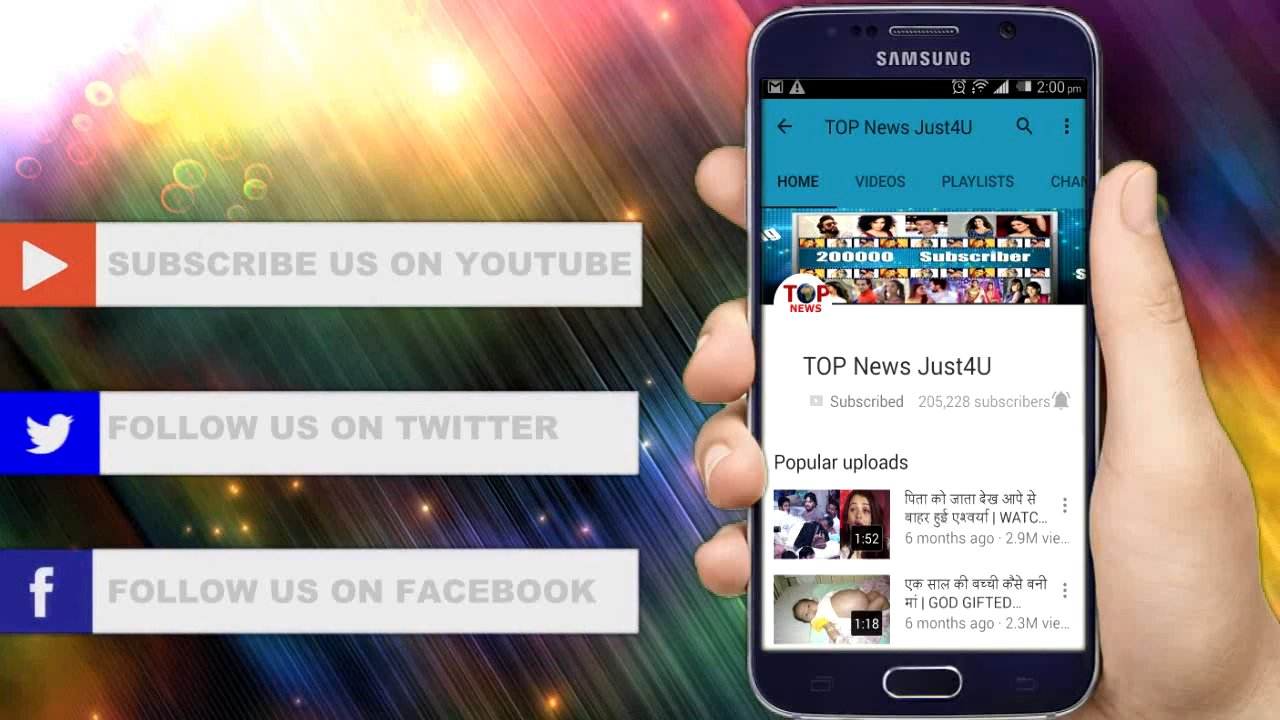 SUBSCRIBE US ON YOUTUBE
FOLLOW US ON TWITTER
FOLLOW US ON FACEBOOK
SAMSUNG
2:00 pm
TOP News Just4U
HOME VIDEOS PLAYLISTS CHAN
200000 Subscriber
TOP
NEWS
TOP News Just4U
Subscribed 205,228 subscribers
Popular uploads
पिता को जाता देख आपे से
बाहर हुई एश्वर्या | WATC...
6 months ago · 2.9M vie...
1:52
एक साल की बच्ची कैसे बनी
मां | GOD GIFTED...
6 months ago · 2.3M vie...
1:18